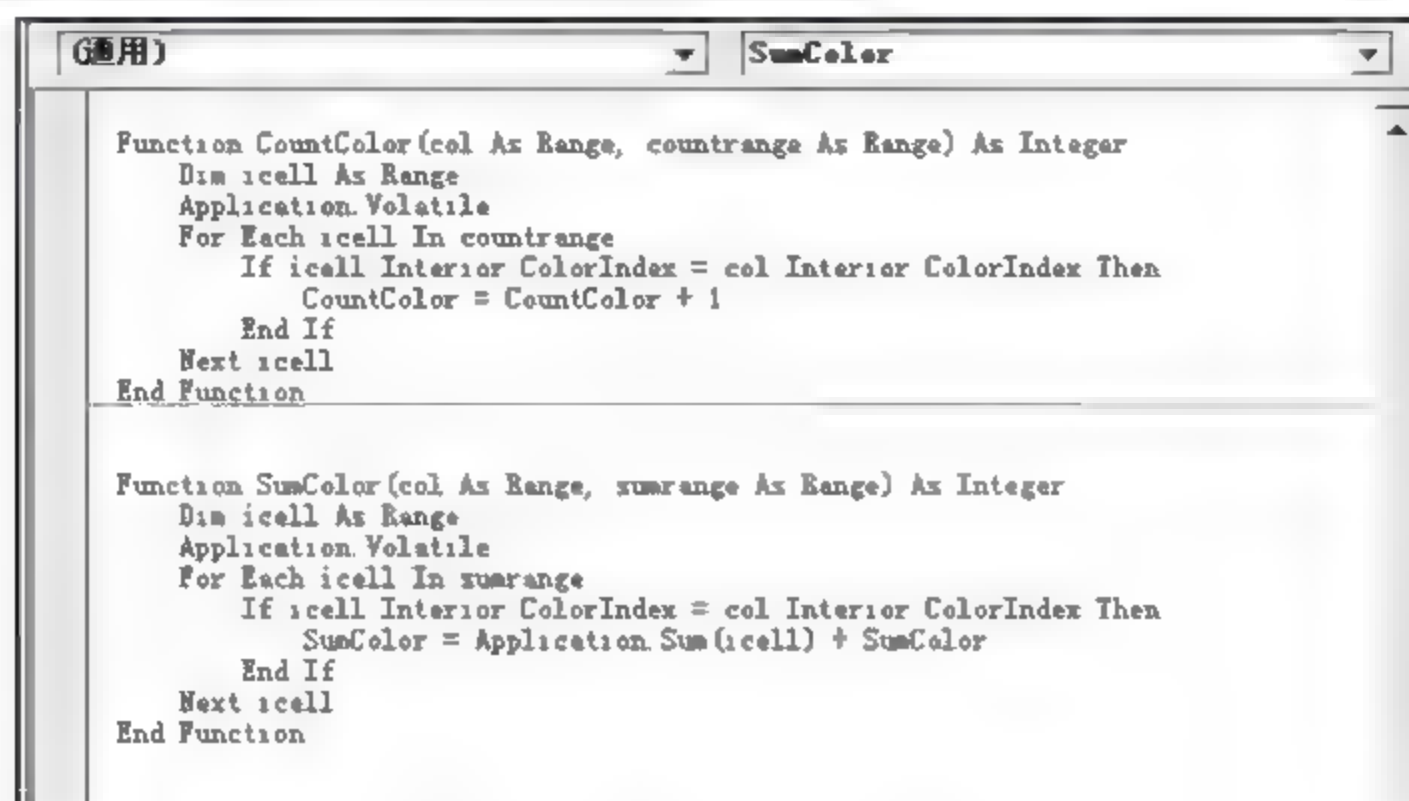 (通用)
SumColor
Function CountColor(col As Range, countrange As Range) As Integer
Dim icell As Range
Application.Volatile
For Each icell In countrange
If icell.Interior.ColorIndex = col.Interior.ColorIndex Then
CountColor = CountColor + 1
End If
Next icell
End Function
Function SumColor(col As Range, sumrange As Range) As Integer
Dim icell As Range
Application.Volatile
For Each icell In sumrange
If icell.Interior.ColorIndex = col.Interior.ColorIndex Then
SumColor = Application.Sum(icell) + SumColor
End If
Next icell
End Function